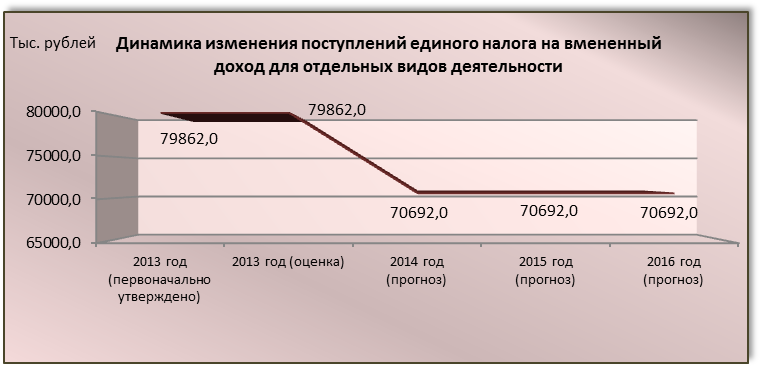 Тыс. рублей
Динамика изменения поступлений единого налога на вмененный
доход для отдельных видов деятельности
80000,0
75000,0
70000,0
65000,0
79862,0
79862,0
70692,0
70692,0
70692,0
2013 год
(первоначально
утверждено)
2013 год (оценка)
2014 год
(прогноз)
2015 год
(прогноз)
2016 год
(прогноз)